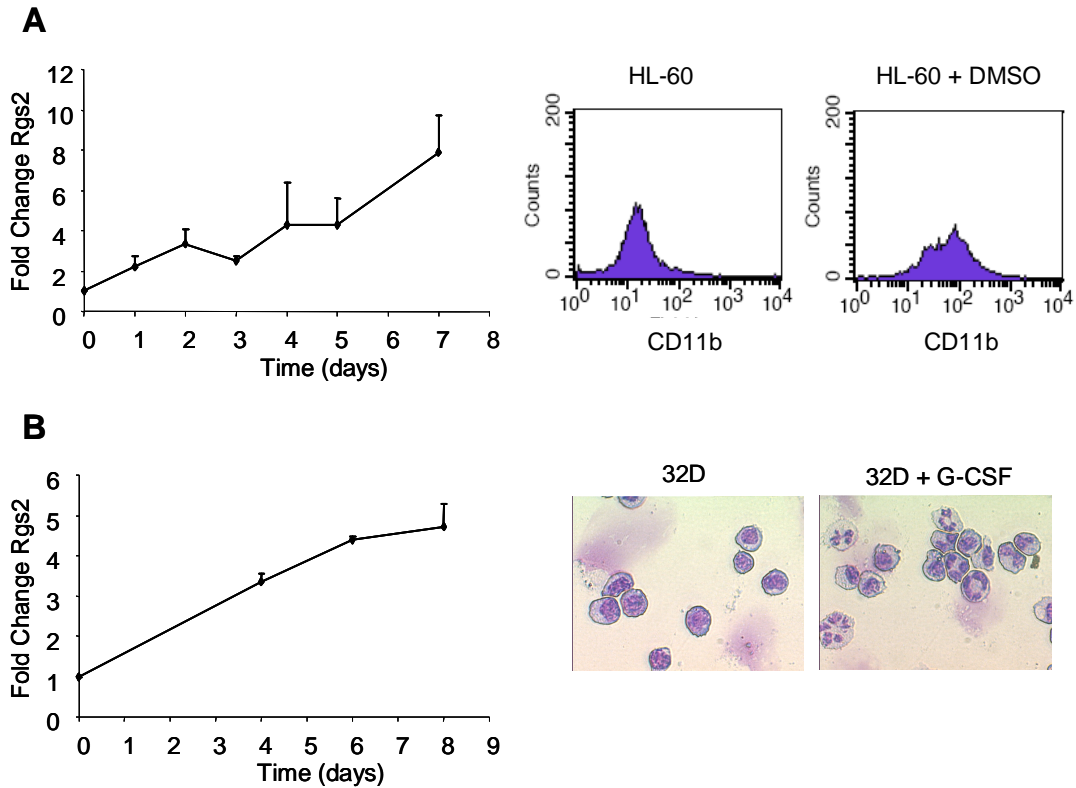 A
Fold Change Rgs2
12
10
8
6
4
2
0
0 1 2 3 4 5 6 7 8
Time (days)
HL-60
200
Counts
0
10^0 10^1 10^2 10^3 10^4
CD11b
HL-60 + DMSO
200
Counts
0
10^0 10^1 10^2 10^3 10^4
CD11b
B
Fold Change Rgs2
6
5
4
3
2
1
0
0 1 2 3 4 5 6 7 8 9
Time (days)
32D
32D + G-CSF